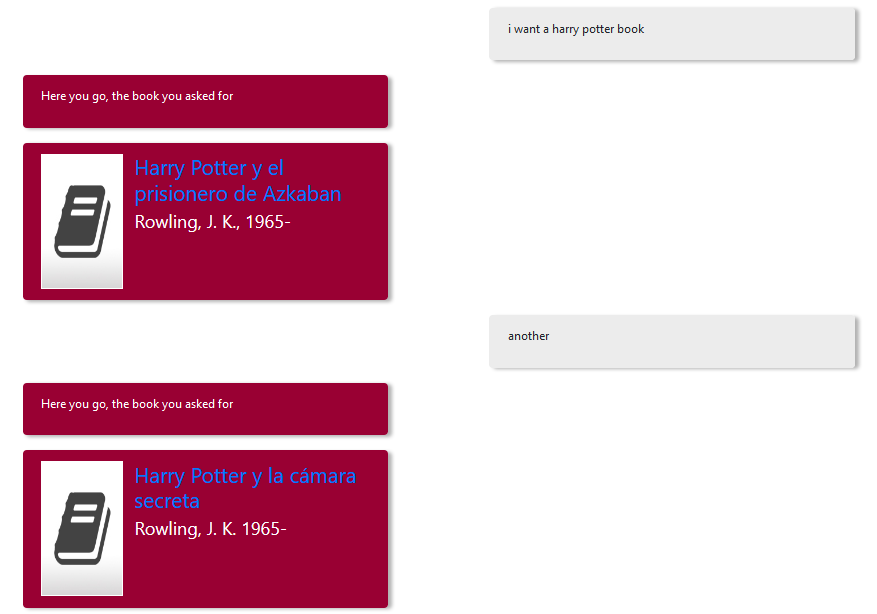 i want a harry potter book
Here you go, the book you asked for
Harry Potter y el
prisionero de Azkaban
Rowling, J. K., 1965-
another
Here you go, the book you asked for
Harry Potter y la cámara
secreta
Rowling, J. K. 1965-